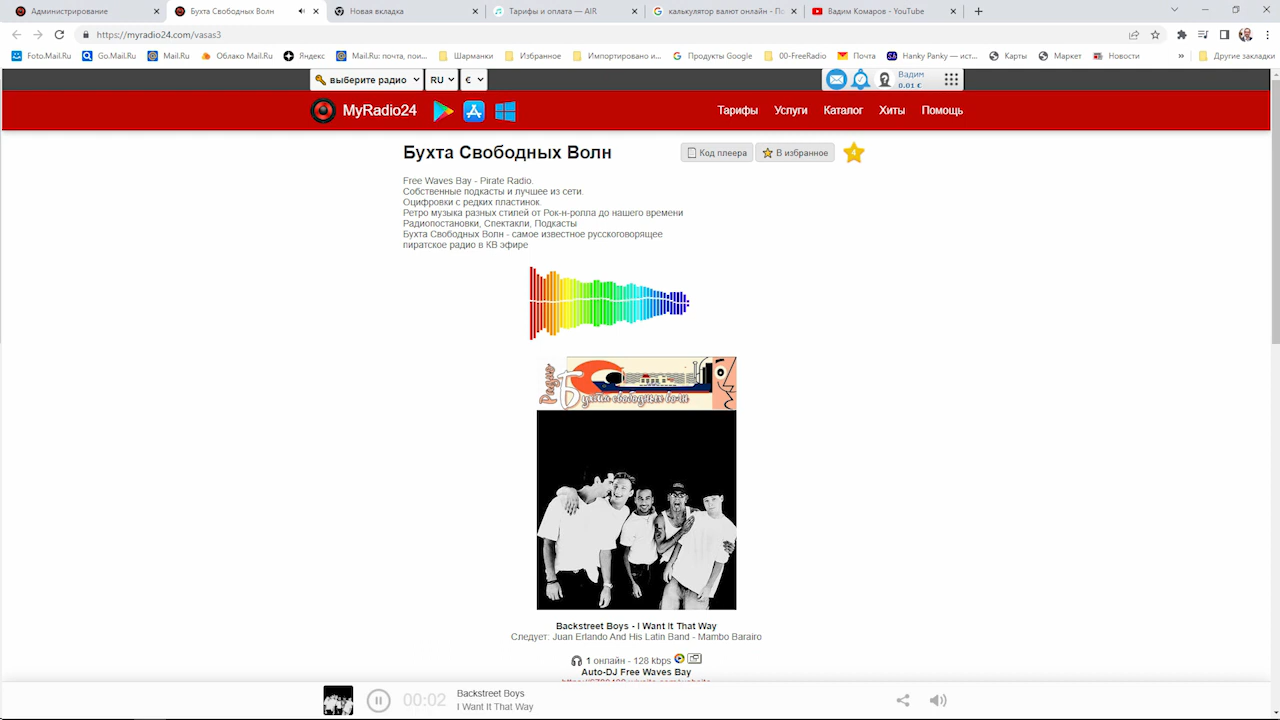 Администрирование
Бухта Свободных Волн
Новая вкладка
Тарифы и оплата — AIR
калькулятор валют онлайн - По
Вадим Комаров - YouTube
https://myradio24.com/vasas3
Foto.Mail.Ru
Go.Mail.Ru
Mail.Ru
Облако Mail.Ru
Яндекс
Mail.Ru: почта, пои...
Шарманки
Избранное
Импортировано и...
Продукты Google
00-FreeRadio
Почта
Hanky Panky — ист...
Карты
Маркет
Новости
»
Другие закладки
выберите радио
RU
€
Вадим
0.01 €
MyRadio24
Тарифы
Услуги
Каталог
Хиты
Помощь
Бухта Свободных Волн
Код плеера
В избранное
4
Free Waves Bay - Pirate Radio.
Собственные подкасты и лучшее из сети.
Оцифровки с редких пластинок.
Ретро музыка разных стилей от Рок-н-ролла до нашего времени
Радиопостановки, Спектакли, Подкасты
Бухта Свободных Волн - самое известное русскоговорящее
пиратское радио в КВ эфире
Радио
Бухта свободных волн
Backstreet Boys - I Want It That Way
Следует: Juan Erlando And His Latin Band - Mambo Barairo
1 онлайн - 128 kbps
Auto-DJ Free Waves Bay
00:02
Backstreet Boys
I Want It That Way